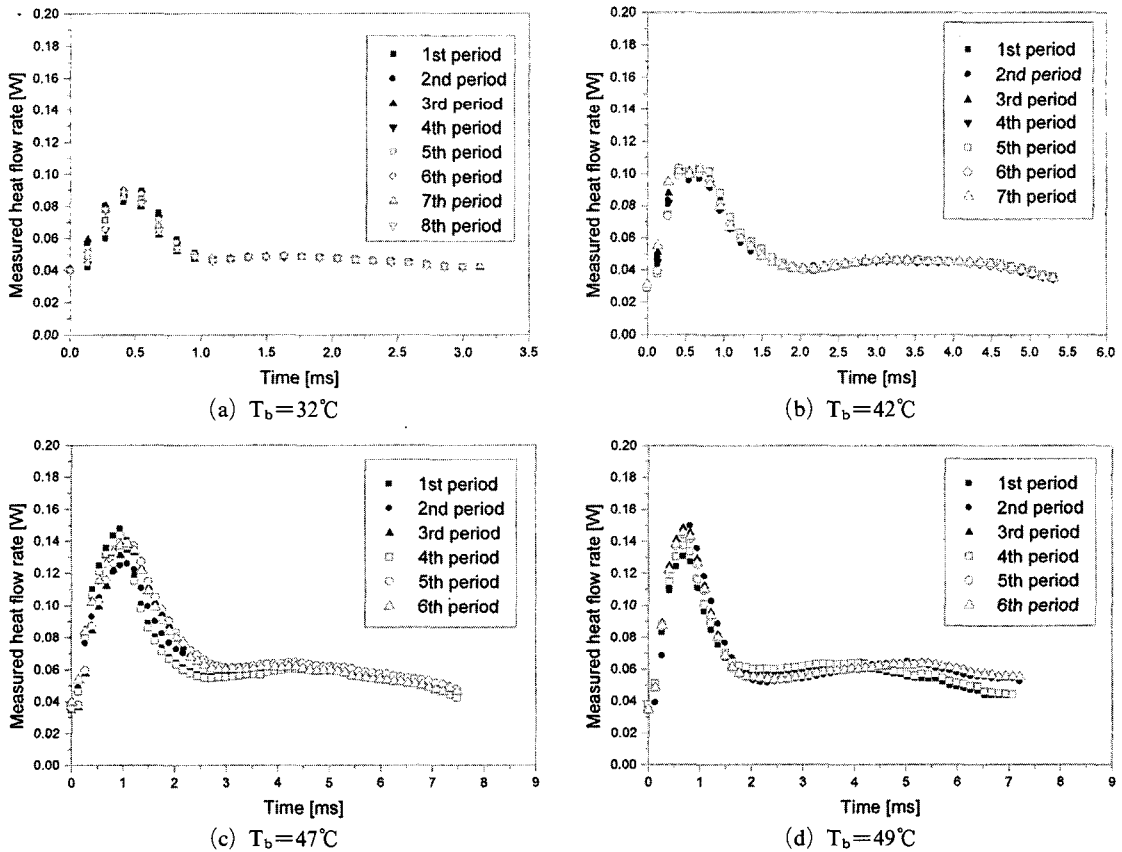 0.20
0.18
0.16
0.14
0.12
0.10
0.08
0.06
0.04
0.02
0.00
Measured heat flow rate [W]
1st period
2nd period
3rd period
4th period
5th period
6th period
7th period
8th period
0.0 0.5 1.0 1.5 2.0 2.5 3.0 3.5
Time [ms]
(a) Tb=32℃
0.20
0.18
0.16
0.14
0.12
0.10
0.08
0.06
0.04
0.02
0.00
Measured heat flow rate [W]
1st period
2nd period
3rd period
4th period
5th period
6th period
7th period
0.0 0.5 1.0 1.5 2.0 2.5 3.0 3.5 4.0 4.5 5.0 5.5 6.0
Time [ms]
(b) Tb=42℃
0.20
0.18
0.16
0.14
0.12
0.10
0.08
0.06
0.04
0.02
0.00
Measured heat flow rate [W]
1st period
2nd period
3rd period
4th period
5th period
6th period
0 1 2 3 4 5 6 7 8 9
Time [ms]
(c) Tb=47℃
0.20
0.18
0.16
0.14
0.12
0.10
0.08
0.06
0.04
0.02
0.00
Measured heat flow rate [W]
1st period
2nd period
3rd period
4th period
5th period
6th period
0 1 2 3 4 5 6 7 8 9
Time [ms]
(d) Tb=49℃